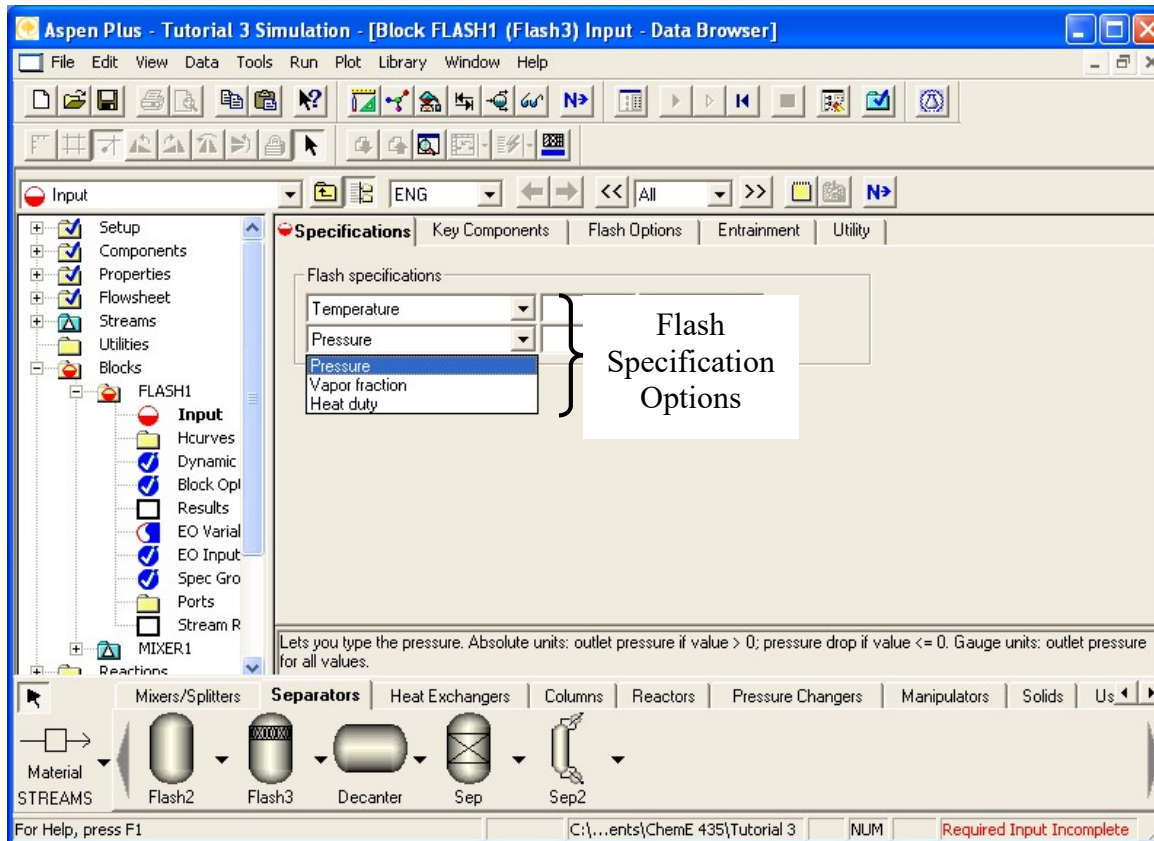 Aspen Plus - Tutorial 3 Simulation - [Block FLASH1 (Flash3) Input - Data Browser]
File Edit View Data Tools Run Plot Library Window Help
N>
Input ENG << All >> N>
Setup
Components
Properties
Flowsheet
Streams
Utilities
Blocks
FLASH1
Input
Hcurves
Dynamic
Block Opt
Results
EO Varial
EO Input
Spec Gro
Ports
Stream R
MIXER1
Reactions
Specifications Key Components Flash Options Entrainment Utility
Flash specifications
Temperature
Pressure
Pressure
Vapor fraction
Heat duty
Flash
Specification
Options
Lets you type the pressure. Absolute units: outlet pressure if value > 0; pressure drop if value <= 0. Gauge units: outlet pressure
for all values.
Mixers/Splitters Separators Heat Exchangers Columns Reactors Pressure Changers Manipulators Solids Us
Material
STREAMS Flash2 Flash3 Decanter Sep Sep2
For Help, press F1 C:\...ents\ChemE 435\Tutorial 3 NUM Required Input Incomplete